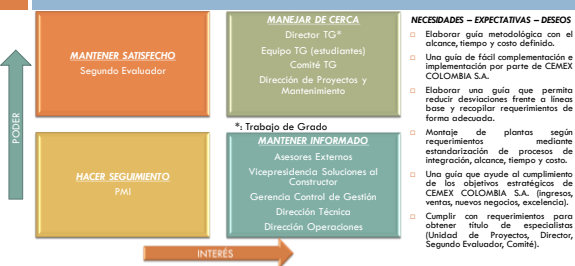 MANTENER SATISFECHO
Segundo Evaluador
MANEJAR DE CERCA
Director TG*
Equipo TG (estudiantes)
Comité TG
Dirección de Proyectos y
Mantenimiento
*: Trabajo de Grado
HACER SEGUIMIENTO
PMI
MANTENER INFORMADO
Asesores Externos
Vicepresidencia Soluciones al
Constructor
Gerencia Control de Gestión
Dirección Técnica
Dirección Operaciones
PODER
INTERÉS
NECESIDADES – EXPECTATIVAS – DESEOS
Elaborar guía metodológica con el
alcance, tiempo y costo definido.
Una guía de fácil complementación e
implementación por parte de CEMEX
COLOMBIA S.A.
Elaborar una guía que permita
reducir desviaciones frente a líneas
base y recopilar requerimientos de
forma adecuada.
Montaje de plantas según
requerimientos mediante
estandarización de procesos de
integración, alcance, tiempo y costo.
Una guía que ayude al cumplimiento
de los objetivos estratégicos de
CEMEX COLOMBIA S.A. (ingresos,
ventas, nuevos negocios, excelencia).
Cumplir con requerimientos para
obtener título de especialistas
(Unidad de Proyectos, Director,
Segundo Evaluador, Comité).